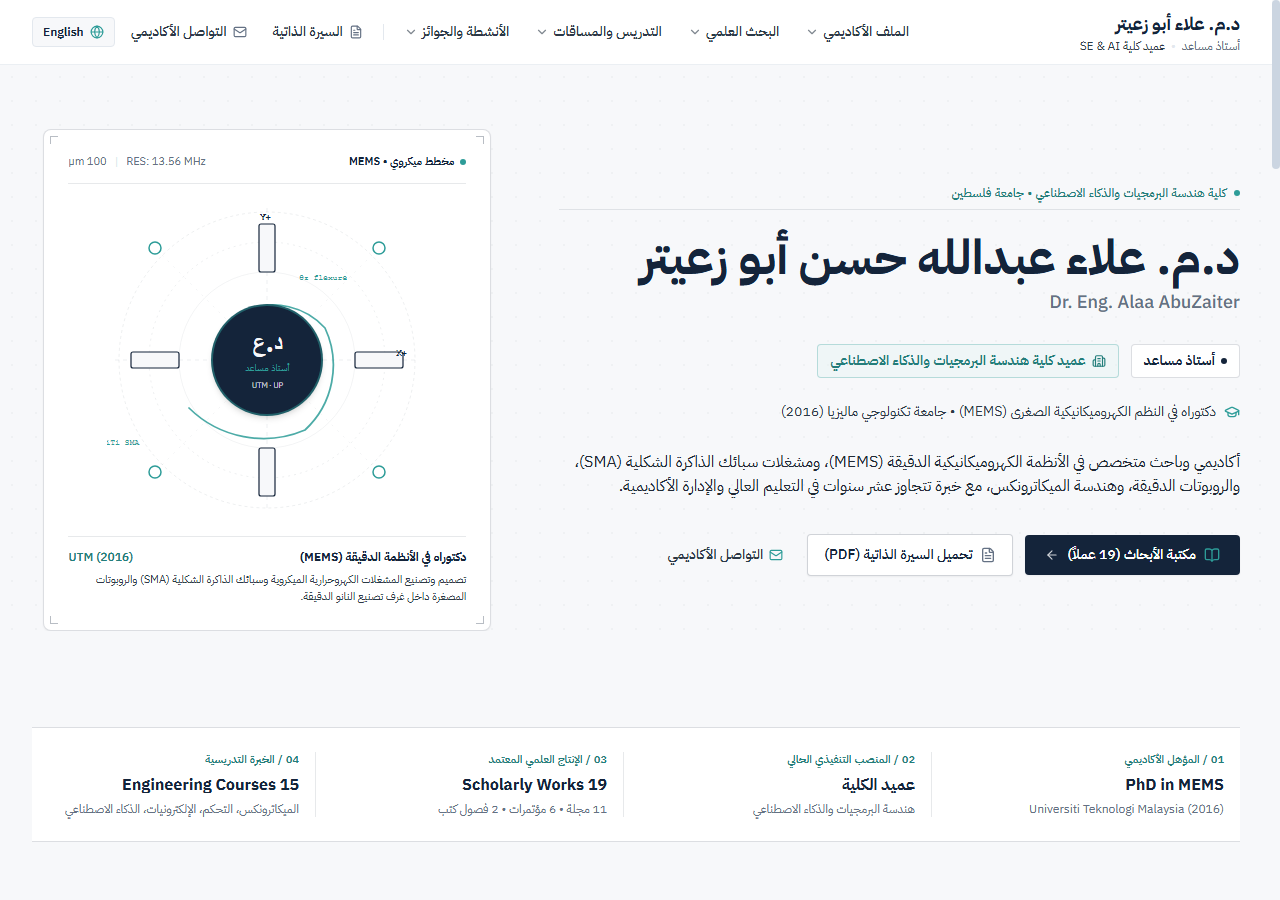 د.م. علاء أبو زعيتر
أستاذ مساعد · عميد كلية SE & AI
الملف الأكاديمي
البحث العلمي
التدريس والمساقات
الأنشطة والجوائز
السيرة الذاتية
التواصل الأكاديمي
English
كلية هندسة البرمجيات والذكاء الاصطناعي • جامعة فلسطين
د.م. علاء عبدالله حسن أبو زعيتر
Dr. Eng. Alaa AbuZaiter
أستاذ مساعد
عميد كلية هندسة البرمجيات والذكاء الاصطناعي
دكتوراه في النظم الكهروميكانيكية الصغرى (MEMS) • جامعة تكنولوجي ماليزيا (2016)
أكاديمي وباحث متخصص في الأنظمة الكهروميكانيكية الدقيقة (MEMS)، ومشغلات سبائك الذاكرة الشكلية (SMA)،
والروبوتات الدقيقة، وهندسة الميكاترونكس، مع خبرة تتجاوز عشر سنوات في التعليم العالي والإدارة الأكاديمية.
مكتبة الأبحاث (19 عملاً)
تحميل السيرة الذاتية (PDF)
التواصل الأكاديمي
مخطط ميكروي • MEMS
RES: 13.56 MHz
µm 100
Y+
θz flexure
X+
د.ع
أستاذ مساعد
UTM · UP
iTi SMA
دكتوراه في الأنظمة الدقيقة (MEMS)
UTM (2016)
تصميم وتصنيع المشغلات الكهروحرارية الميكروية وسبائك الذاكرة الشكلية (SMA) والروبوتات
المصغرة داخل غرف تصنيع النانو الدقيقة.
01 / المؤهل الأكاديمي
PhD in MEMS
Universiti Teknologi Malaysia (2016)
02 / المنصب التنفيذي الحالي
عميد الكلية
هندسة البرمجيات والذكاء الاصطناعي
03 / الإنتاج العلمي المعتمد
Scholarly Works 19
11 مجلة • 6 مؤتمرات • 2 فصول كتب
04 / الخبرة التدريسية
Engineering Courses 15
الميكاترونكس، التحكم، الإلكترونيات، الذكاء الاصطناعي